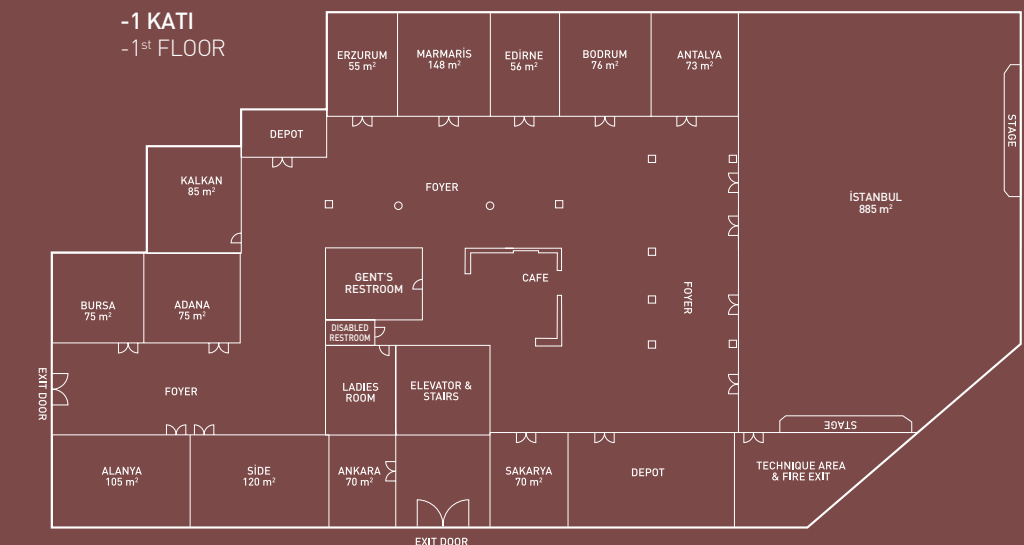 -1 KATI
-1st FLOOR
ERZURUM
55 m²
MARMARİS
148 m²
EDİRNE
56 m²
BODRUM
76 m²
ANTALYA
73 m²
STAGE
DEPOT
KALKAN
85 m²
FOYER
İSTANBUL
885 m²
GENT'S
RESTROOM
CAFE
BURSA
75 m²
ADANA
75 m²
FOYER
DISABLED
RESTROOM
EXIT DOOR
FOYER
LADIES
ROOM
ELEVATOR &
STAIRS
STAGE
ALANYA
105 m²
SİDE
120 m²
ANKARA
70 m²
SAKARYA
70 m²
DEPOT
TECHNIQUE AREA
& FIRE EXIT
EXIT DOOR